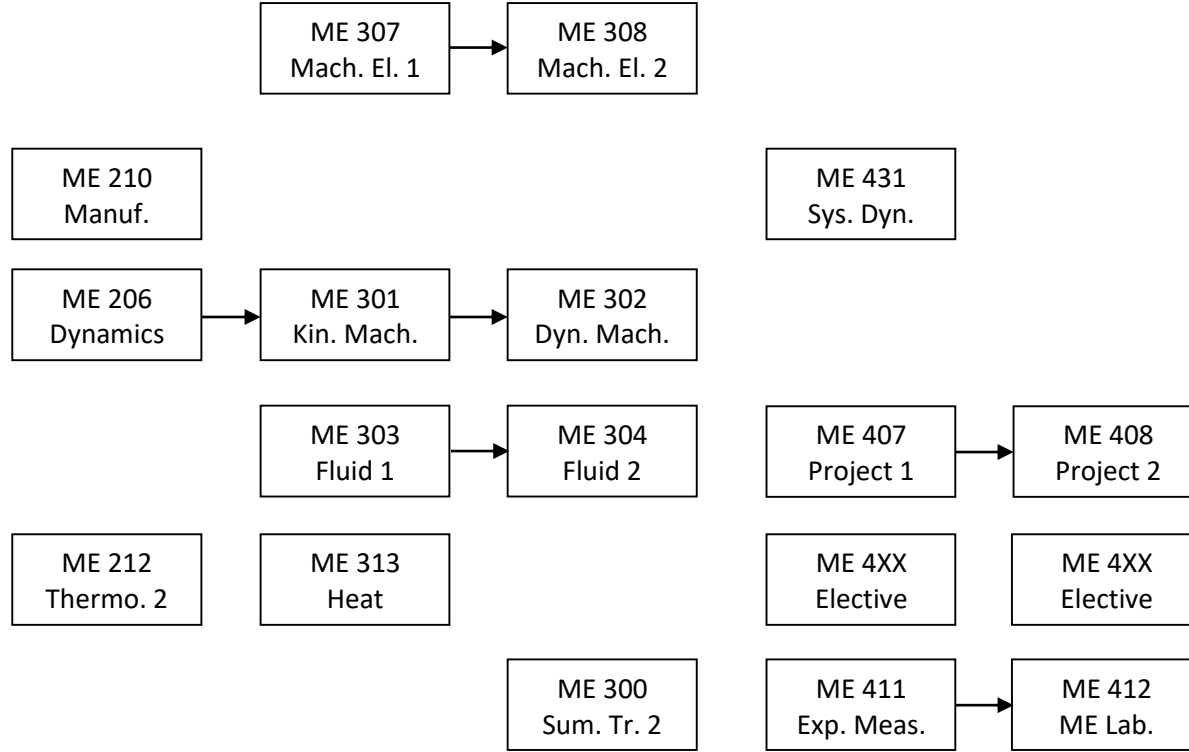 ME 307
Mach. El. 1
ME 308
Mach. El. 2
ME 210
Manuf.
ME 431
Sys. Dyn.
ME 206
Dynamics
ME 301
Kin. Mach.
ME 302
Dyn. Mach.
ME 303
Fluid 1
ME 304
Fluid 2
ME 407
Project 1
ME 408
Project 2
ME 212
Thermo. 2
ME 313
Heat
ME 4XX
Elective
ME 4XX
Elective
ME 300
Sum. Tr. 2
ME 411
Exp. Meas.
ME 412
ME Lab.